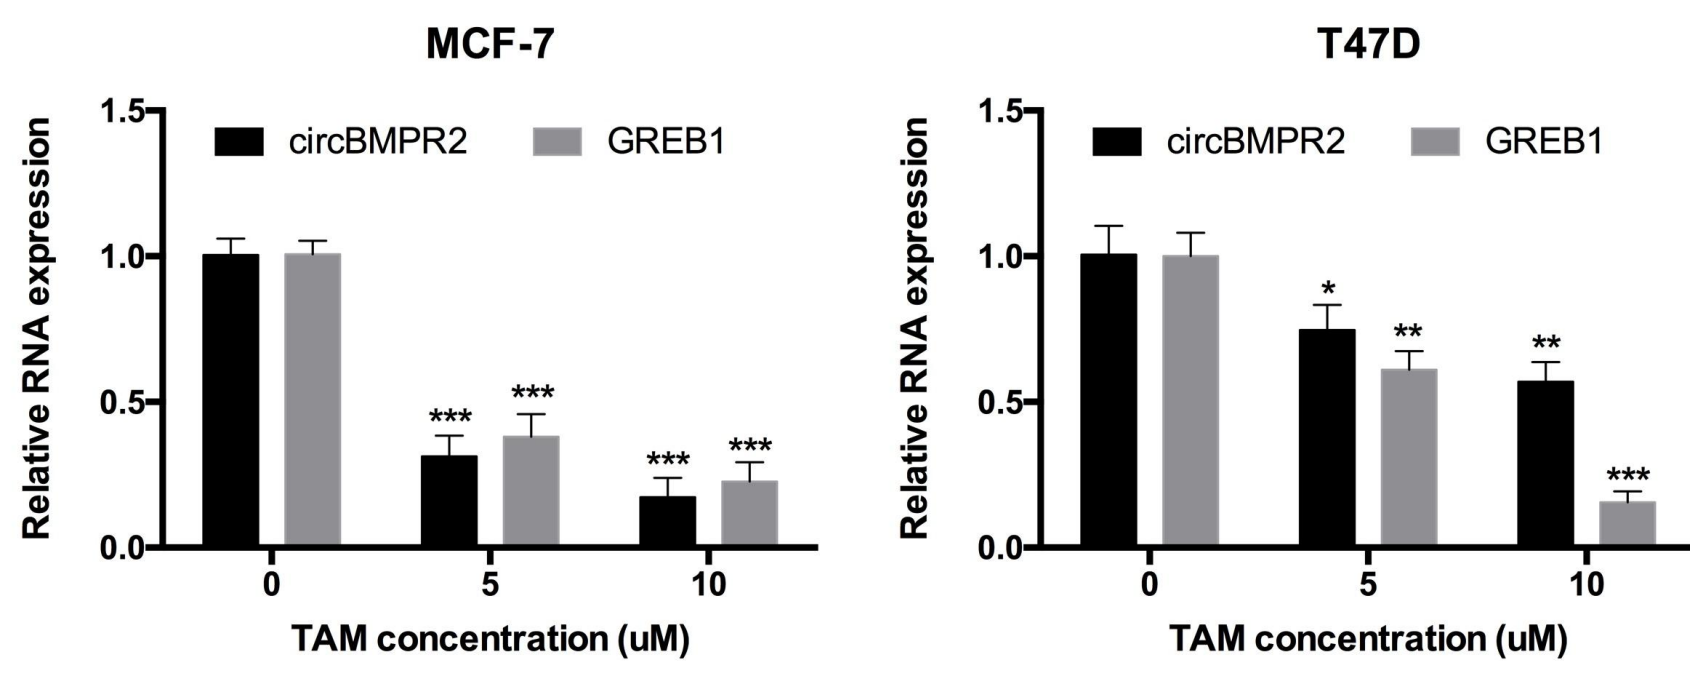 MCF-7
Relative RNA expression
1.5
1.0
0.5
0.0
circBMPR2 GREB1
*** ***
*** ***
0 5 10
TAM concentration (uM)
T47D
Relative RNA expression
1.5
1.0
0.5
0.0
circBMPR2 GREB1
* ** ** ***
0 5 10
TAM concentration (uM)